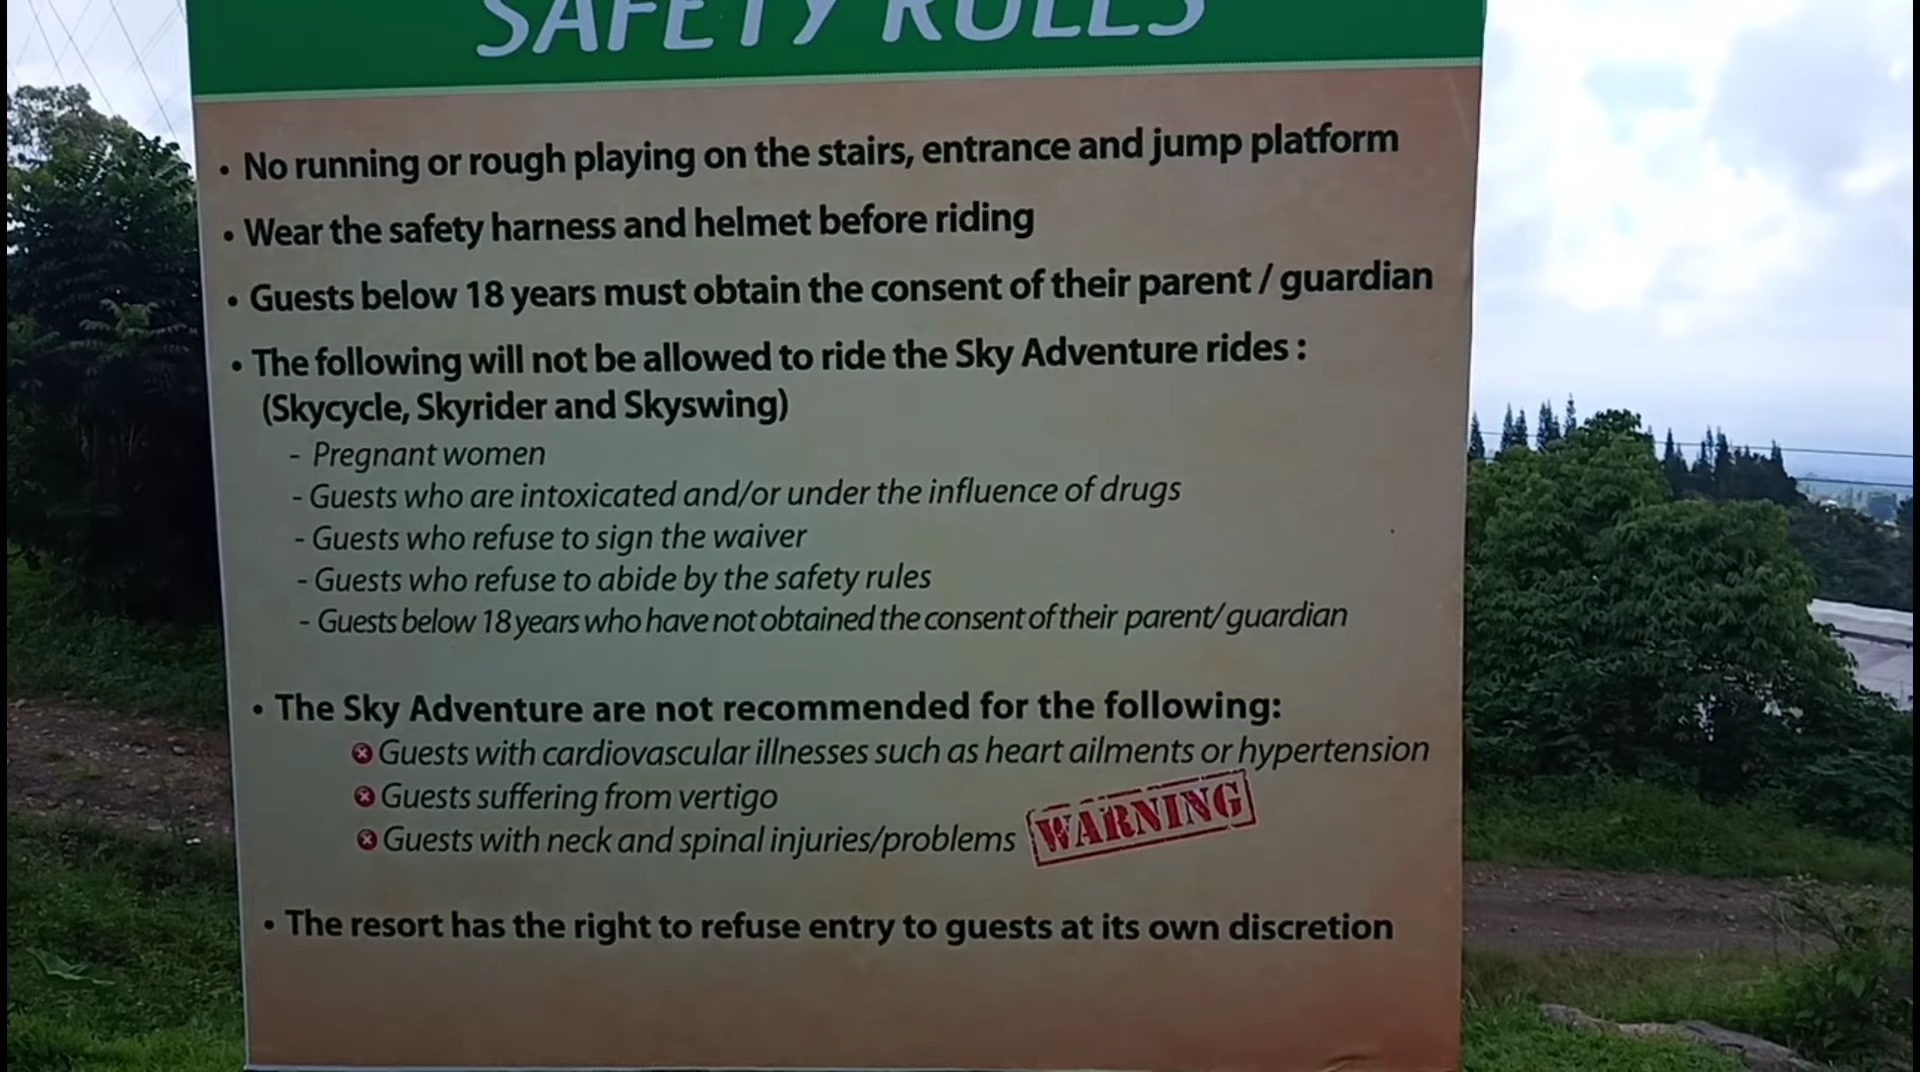 SAFETY RULES
• No running or rough playing on the stairs, entrance and jump platform
• Wear the safety harness and helmet before riding
• Guests below 18 years must obtain the consent of their parent / guardian
• The following will not be allowed to ride the Sky Adventure rides :
(Skycycle, Skyrider and Skyswing)
- Pregnant women
- Guests who are intoxicated and/or under the influence of drugs
- Guests who refuse to sign the waiver
- Guests who refuse to abide by the safety rules
- Guests below 18 years who have not obtained the consent of their parent/ guardian
• The Sky Adventure are not recommended for the following:
Guests with cardiovascular illnesses such as heart ailments or hypertension
Guests suffering from vertigo
Guests with neck and spinal injuries/problems
WARNING
• The resort has the right to refuse entry to guests at its own discretion